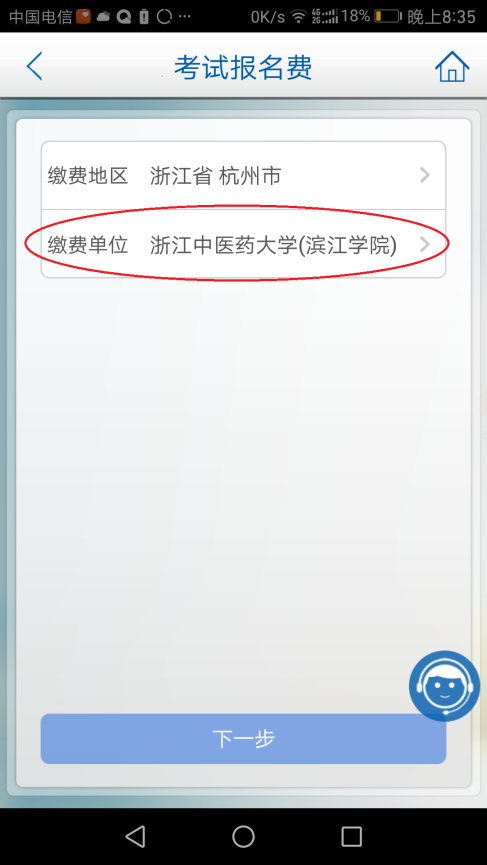 中国电信 0K/s 4G 2G 18% 晚上8:35
考试报名费
缴费地区 浙江省 杭州市
缴费单位 浙江中医药大学(滨江学院)
下一步